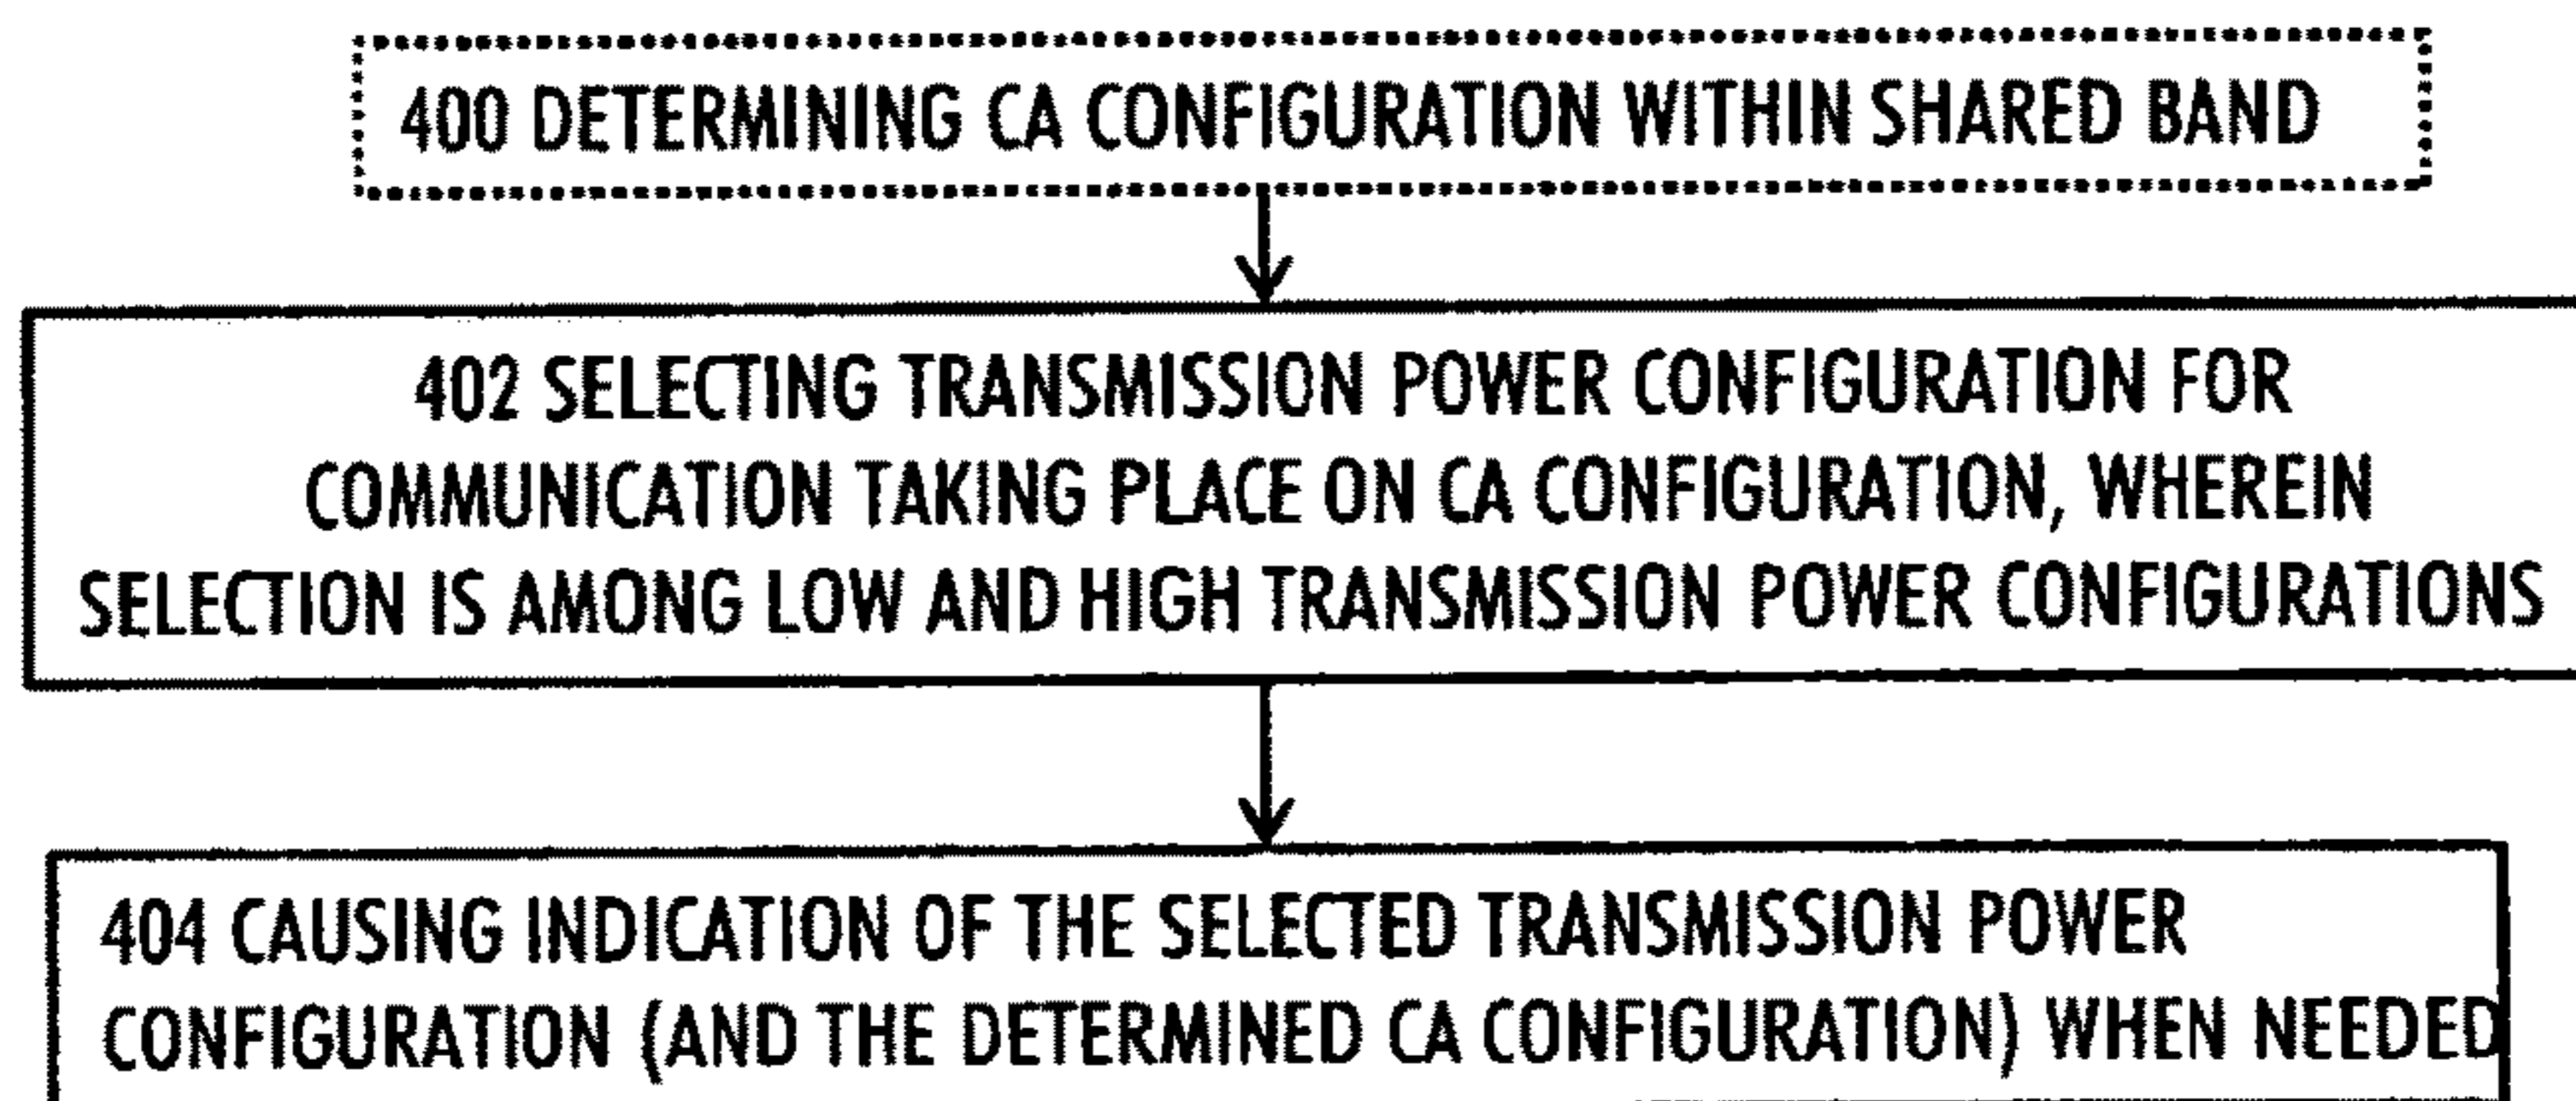 400 DETERMINING CA CONFIGURATION WITHIN SHARED BAND
402 SELECTING TRANSMISSION POWER CONFIGURATION FOR
COMMUNICATION TAKING PLACE ON CA CONFIGURATION, WHEREIN
SELECTION IS AMONG LOW AND HIGH TRANSMISSION POWER CONFIGURATIONS
404 CAUSING INDICATION OF THE SELECTED TRANSMISSION POWER
CONFIGURATION (AND THE DETERMINED CA CONFIGURATION) WHEN NEEDED